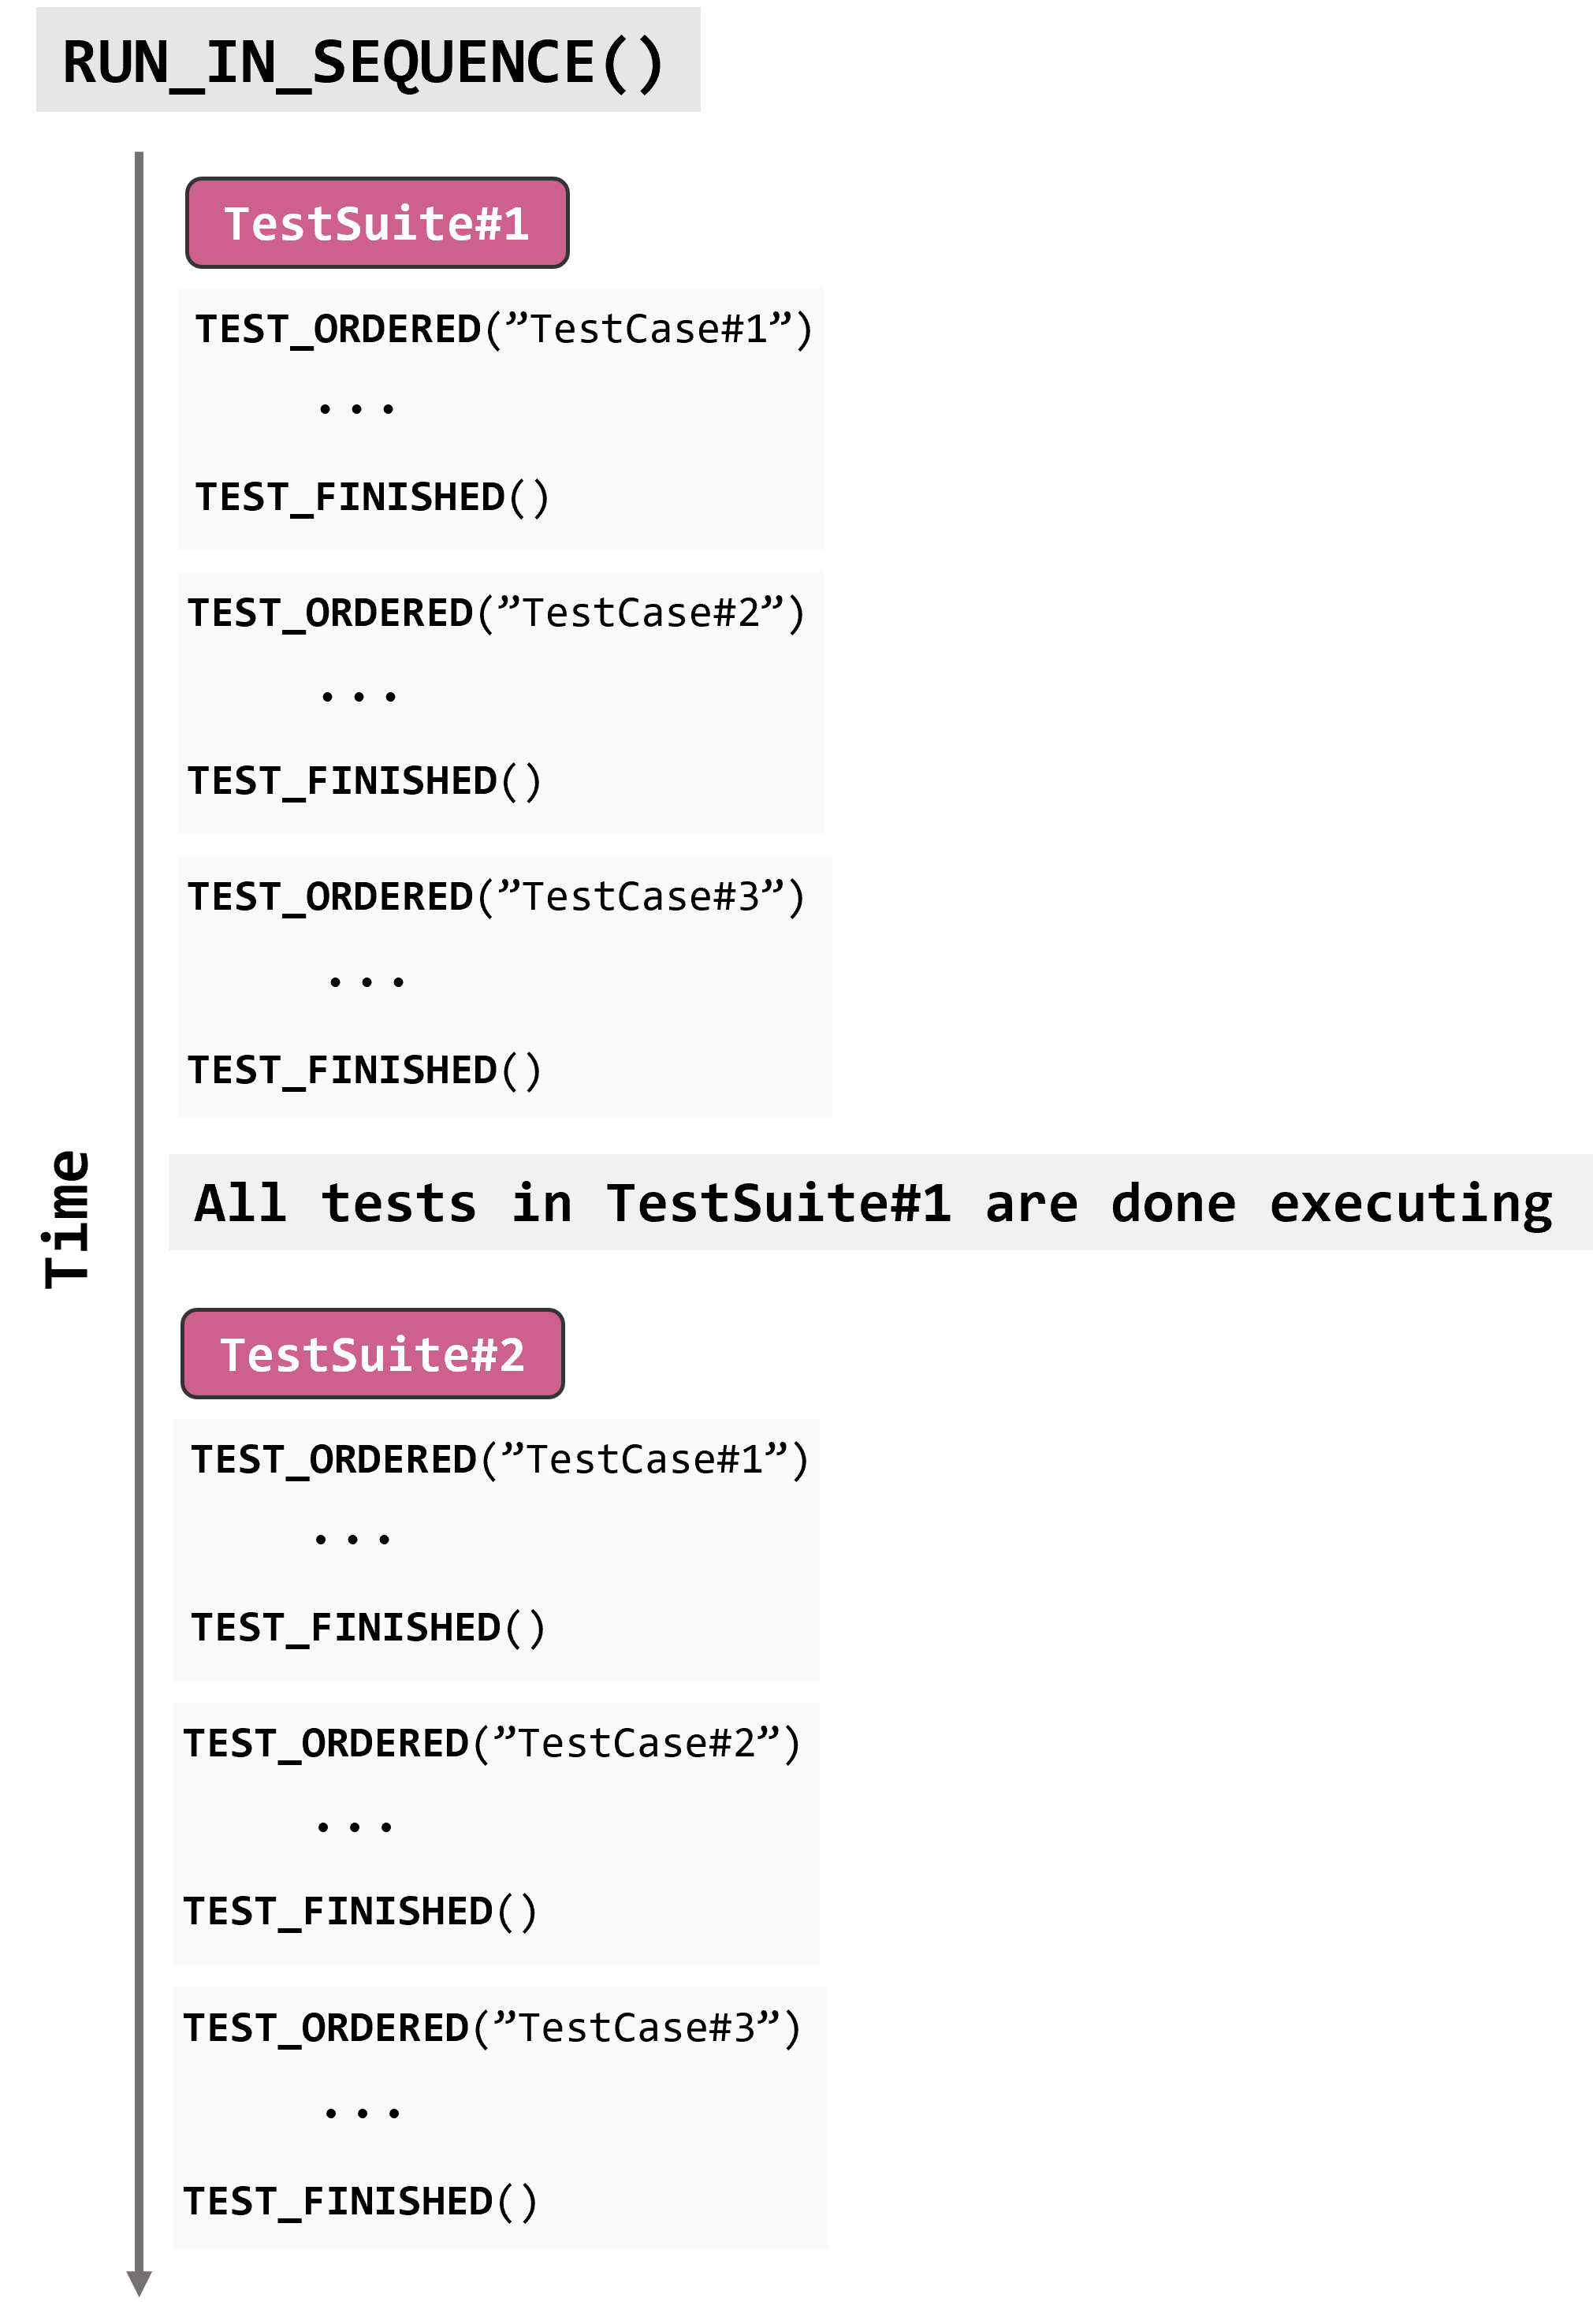 RUN_IN_SEQUENCE()
TestSuite#1
TEST_ORDERED(”TestCase#1”)
...
TEST_FINISHED()
TEST_ORDERED(”TestCase#2”)
...
TEST_FINISHED()
TEST_ORDERED(”TestCase#3”)
...
TEST_FINISHED()
Time
All tests in TestSuite#1 are done executing
TestSuite#2
TEST_ORDERED(”TestCase#1”)
...
TEST_FINISHED()
TEST_ORDERED(”TestCase#2”)
...
TEST_FINISHED()
TEST_ORDERED(”TestCase#3”)
...
TEST_FINISHED()